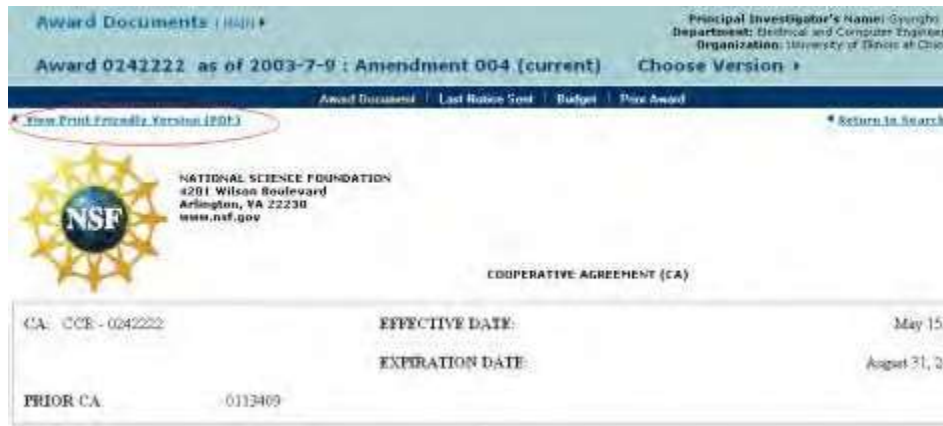 Award Documents
Principal Investigator's Name: Gyungho
Department: Electrical and Computer Engineer
Organization: University of Illinois at Chic
Award 0242222 as of 2003-7-9 : Amendment 004 (current) Choose Version
Award Document | Last Notice Sent | Budget | Print Award
View Print Friendly Version (PDF) Return to Search
NATIONAL SCIENCE FOUNDATION
4201 Wilson Boulevard
Arlington, VA 22230
www.nsf.gov
NSF
COOPERATIVE AGREEMENT (CA)
CA: CCR - 0242222 EFFECTIVE DATE: May 15
EXPIRATION DATE: August 31, 2
PRIOR CA 0113409